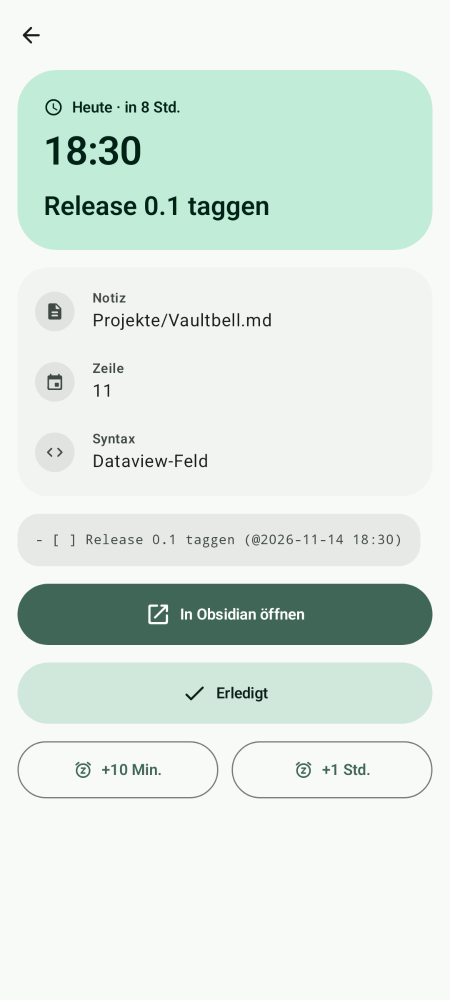 Heute · in 8 Std.
18:30
Release 0.1 taggen
Notiz
Projekte/Vaultbell.md
Zeile
11
Syntax
Dataview-Feld
- [ ] Release 0.1 taggen (@2026-11-14 18:30)
In Obsidian öffnen
Erledigt
+10 Min.
+1 Std.